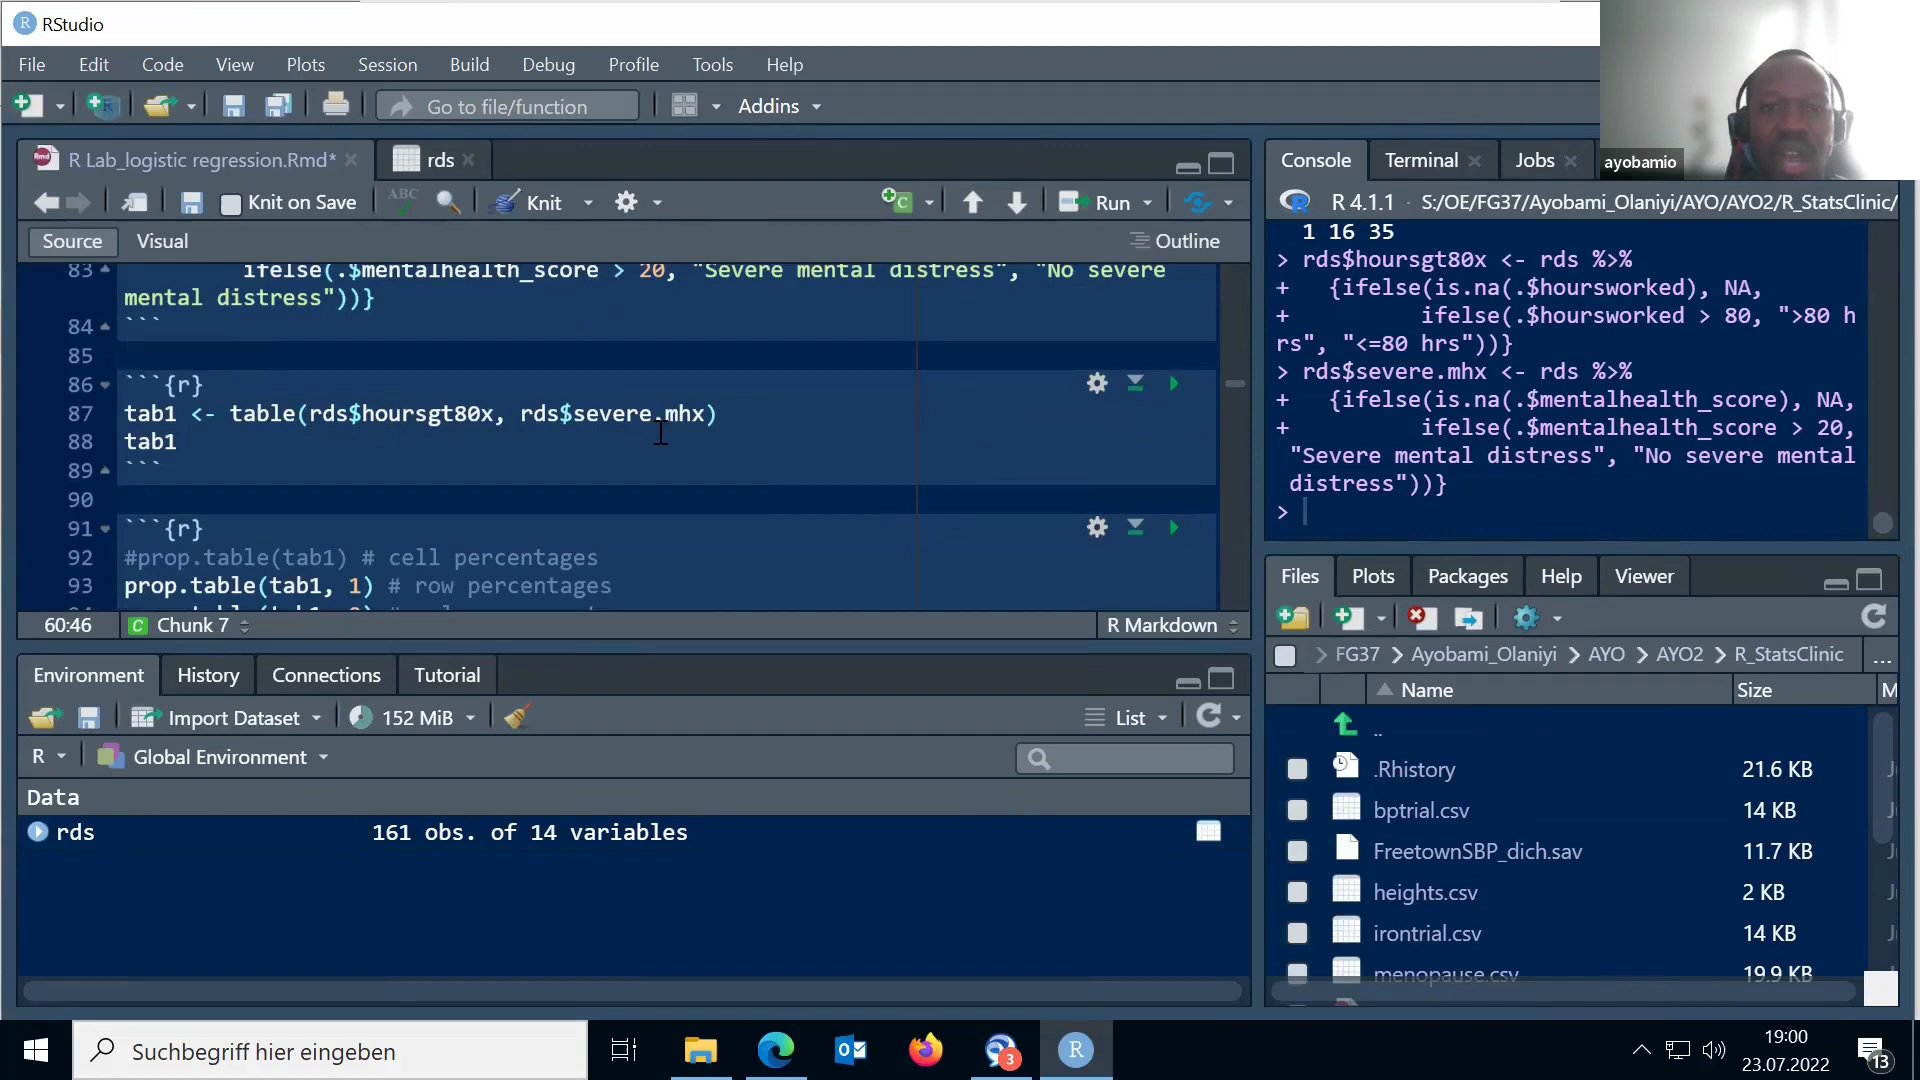 RStudio
File Edit Code View Plots Session Build Debug Profile Tools Help
Go to file/function Addins
R Lab_logistic regression.Rmd* rds
ABC
Knit on Save Knit Run
Source Visual Outline
83 ifelse(.$mentalhealth_score > 20, "Severe mental distress", "No severe
mental distress"))}
84 ```
85
86 ```{r}
87 tab1 <- table(rds$hoursgt80x, rds$severe.mhx)
88 tab1
89 ```
90
91 ```{r}
92 #prop.table(tab1) # cell percentages
93 prop.table(tab1, 1) # row percentages
60:46 C Chunk 7 R Markdown
Environment History Connections Tutorial
Import Dataset 152 MiB List
R Global Environment
Data
rds 161 obs. of 14 variables
Console Terminal Jobs
ayobamio
R 4.1.1 S:/OE/FG37/Ayobami_Olaniyi/AYO/AYO2/R_StatsClinic/
1 16 35
> rds$hoursgt80x <- rds %>%
+ {ifelse(is.na(.$hoursworked), NA,
+ ifelse(.$hoursworked > 80, ">80 h
rs", "<=80 hrs"))}
> rds$severe.mhx <- rds %>%
+ {ifelse(is.na(.$mentalhealth_score), NA,
+ ifelse(.$mentalhealth_score > 20,
"Severe mental distress", "No severe mental
distress"))}
>
Files Plots Packages Help Viewer
FG37 > Ayobami_Olaniyi > AYO > AYO2 > R_StatsClinic ...
Name Size M
..
.Rhistory 21.6 KB
bptrial.csv 14 KB
FreetownSBP_dich.sav 11.7 KB
heights.csv 2 KB
irontrial.csv 14 KB
menopause.csv 19.9 KB
Suchbegriff hier eingeben
3
R
19:00
23.07.2022
13